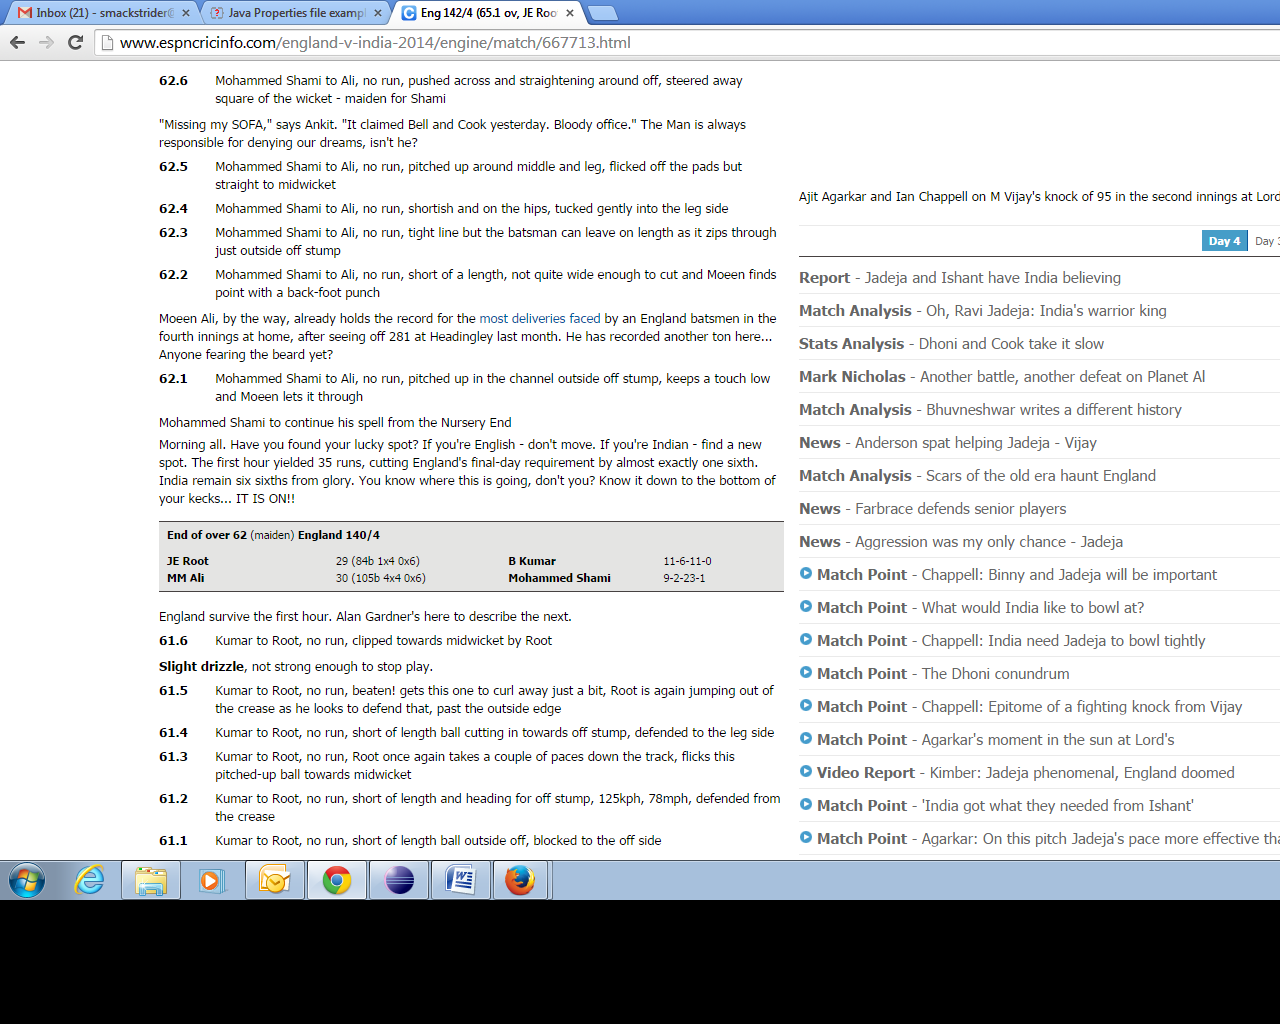 Inbox (21) - smackstrider@
Java Properties file exampl
Eng 142/4 (65.1 ov, JE Roo
www.espncricinfo.com/england-v-india-2014/engine/match/667713.html
62.6 Mohammed Shami to Ali, no run, pushed across and straightening around off, steered away
square of the wicket - maiden for Shami
"Missing my SOFA," says Ankit. "It claimed Bell and Cook yesterday. Bloody office." The Man is always
responsible for denying our dreams, isn't he?
62.5 Mohammed Shami to Ali, no run, pitched up around middle and leg, flicked off the pads but
straight to midwicket
62.4 Mohammed Shami to Ali, no run, shortish and on the hips, tucked gently into the leg side
62.3 Mohammed Shami to Ali, no run, tight line but the batsman can leave on length as it zips through
just outside off stump
62.2 Mohammed Shami to Ali, no run, short of a length, not quite wide enough to cut and Moeen finds
point with a back-foot punch
Moeen Ali, by the way, already holds the record for the most deliveries faced by an England batsmen in the
fourth innings at home, after seeing off 281 at Headingley last month. He has recorded another ton here...
Anyone fearing the beard yet?
62.1 Mohammed Shami to Ali, no run, pitched up in the channel outside off stump, keeps a touch low
and Moeen lets it through
Mohammed Shami to continue his spell from the Nursery End
Morning all. Have you found your lucky spot? If you're English - don't move. If you're Indian - find a new
spot. The first hour yielded 35 runs, cutting England's final-day requirement by almost exactly one sixth.
India remain six sixths from glory. You know where this is going, don't you? Know it down to the bottom of
your kecks... IT IS ON!!
End of over 62 (maiden) England 140/4
JE Root 29 (84b 1x4 0x6) B Kumar 11-6-11-0
MM Ali 30 (105b 4x4 0x6) Mohammed Shami 9-2-23-1
England survive the first hour. Alan Gardner's here to describe the next.
61.6 Kumar to Root, no run, clipped towards midwicket by Root
Slight drizzle, not strong enough to stop play.
61.5 Kumar to Root, no run, beaten! gets this one to curl away just a bit, Root is again jumping out of
the crease as he looks to defend that, past the outside edge
61.4 Kumar to Root, no run, short of length ball cutting in towards off stump, defended to the leg side
61.3 Kumar to Root, no run, Root once again takes a couple of paces down the track, flicks this
pitched-up ball towards midwicket
61.2 Kumar to Root, no run, short of length and heading for off stump, 125kph, 78mph, defended from
the crease
61.1 Kumar to Root, no run, short of length ball outside off, blocked to the off side
Ajit Agarkar and Ian Chappell on M Vijay's knock of 95 in the second innings at Lord
Day 4 Day 3
Report - Jadeja and Ishant have India believing
Match Analysis - Oh, Ravi Jadeja: India's warrior king
Stats Analysis - Dhoni and Cook take it slow
Mark Nicholas - Another battle, another defeat on Planet Al
Match Analysis - Bhuvneshwar writes a different history
News - Anderson spat helping Jadeja - Vijay
Match Analysis - Scars of the old era haunt England
News - Farbrace defends senior players
News - Aggression was my only chance - Jadeja
Match Point - Chappell: Binny and Jadeja will be important
Match Point - What would India like to bowl at?
Match Point - Chappell: India need Jadeja to bowl tightly
Match Point - The Dhoni conundrum
Match Point - Chappell: Epitome of a fighting knock from Vijay
Match Point - Agarkar's moment in the sun at Lord's
Video Report - Kimber: Jadeja phenomenal, England doomed
Match Point - 'India got what they needed from Ishant'
Match Point - Agarkar: On this pitch Jadeja's pace more effective tha